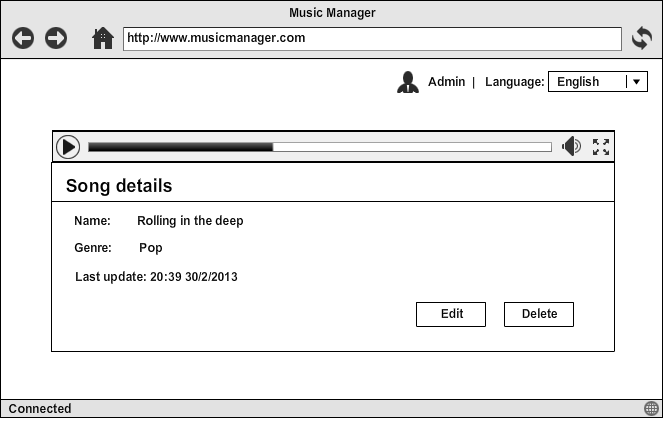 Music Manager
http://www.musicmanager.com
Admin | Language: English
Song details
Name: Rolling in the deep
Genre: Pop
Last update: 20:39 30/2/2013
Edit Delete
Connected